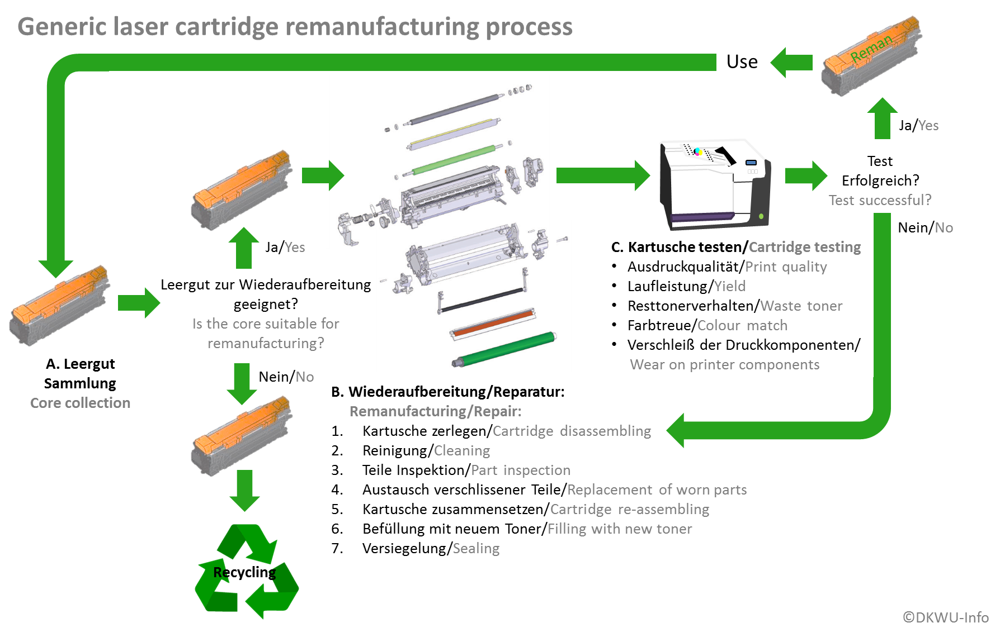 Generic laser cartridge remanufacturing process
Reman
Use
Ja/Yes
Test
Erfolgreich?
Test successful?
Nein/No
Ja/Yes
Leergut zur Wiederaufbereitung
geeignet?
Is the core suitable for
remanufacturing?
Nein/No
A. Leergut
Sammlung
Core collection
Recycling
B. Wiederaufbereitung/Reparatur:
Remanufacturing/Repair:
1. Kartusche zerlegen/Cartridge disassembling
2. Reinigung/Cleaning
3. Teile Inspektion/Part inspection
4. Austausch verschlissener Teile/Replacement of worn parts
5. Kartusche zusammensetzen/Cartridge re-assembling
6. Befüllung mit neuem Toner/Filling with new toner
7. Versiegelung/Sealing
C. Kartusche testen/Cartridge testing
• Ausdruckqualität/Print quality
• Laufleistung/Yield
• Resttonerverhalten/Waste toner
• Farbtreue/Colour match
• Verschleiß der Druckkomponenten/
Wear on printer components
©DKWU-Info